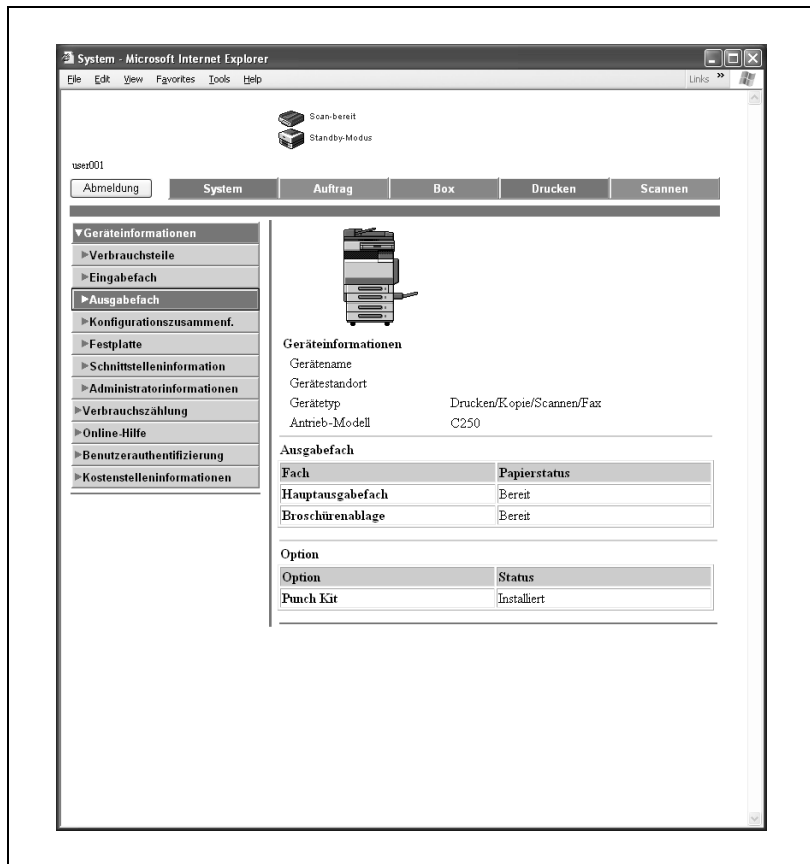 System - Microsoft Internet Explorer
File Edit View Favorites Tools Help Links »
Scan-bereit
Standby-Modus
user001
Abmeldung System Auftrag Box Drucken Scannen
Geräteinformationen
Verbrauchsteile
Eingabefach
Ausgabefach
Konfigurationszusammenf.
Festplatte
Schnittstelleninformation
Administratorinformationen
Verbrauchszählung
Online-Hilfe
Benutzerauthentifizierung
Kostenstelleninformationen
Geräteinformationen
Gerätename
Gerätestandort
Gerätetyp Drucken/Kopie/Scannen/Fax
Antrieb-Modell C250
Ausgabefach
Fach Papierstatus
Hauptausgabefach Bereit
Broschürenablage Bereit
Option
Option Status
Punch Kit Installiert